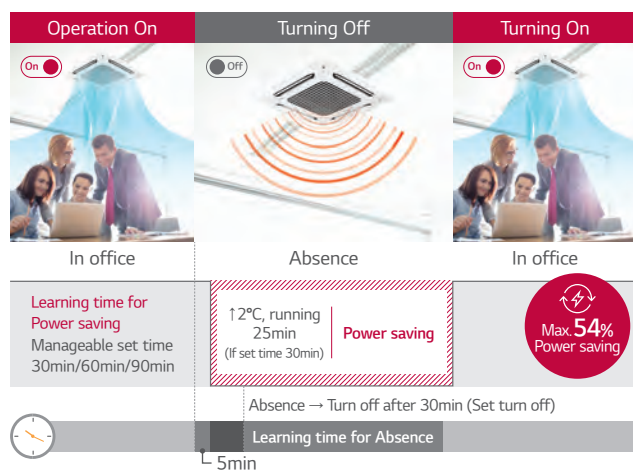 Operation On
Turning Off
Turning On
On
Off
On
In office
Absence
In office
Learning time for
Power saving
Manageable set time
30min/60min/90min
↑2°C, running
25min
(If set time 30min)
Power saving
Max. 54%
Power saving
Absence → Turn off after 30min (Set turn off)
Learning time for Absence
5min